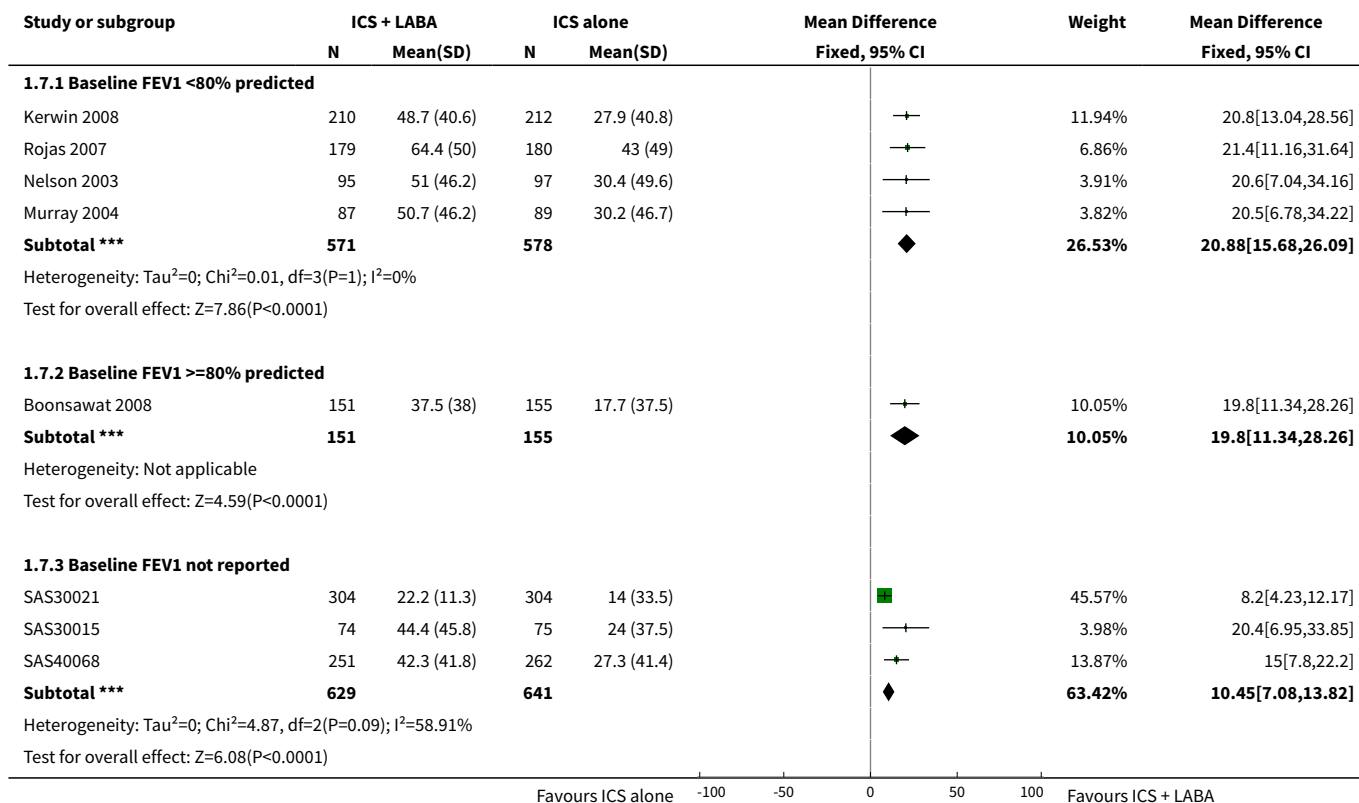 Study or subgroup ICS + LABA ICS alone Mean Difference Weight Mean Difference
N Mean(SD) N Mean(SD) Fixed, 95% CI Fixed, 95% CI
1.7.1 Baseline FEV1 <80% predicted
Kerwin 2008 210 48.7 (40.6) 212 27.9 (40.8) 11.94% 20.8[13.04,28.56]
Rojas 2007 179 64.4 (50) 180 43 (49) 6.86% 21.4[11.16,31.64]
Nelson 2003 95 51 (46.2) 97 30.4 (49.6) 3.91% 20.6[7.04,34.16]
Murray 2004 87 50.7 (46.2) 89 30.2 (46.7) 3.82% 20.5[6.78,34.22]
Subtotal *** 571 578 26.53% 20.88[15.68,26.09]
Heterogeneity: Tau²=0; Chi²=0.01, df=3(P=1); I²=0%
Test for overall effect: Z=7.86(P<0.0001)
1.7.2 Baseline FEV1 >=80% predicted
Boonsawat 2008 151 37.5 (38) 155 17.7 (37.5) 10.05% 19.8[11.34,28.26]
Subtotal *** 151 155 10.05% 19.8[11.34,28.26]
Heterogeneity: Not applicable
Test for overall effect: Z=4.59(P<0.0001)
1.7.3 Baseline FEV1 not reported
SAS30021 304 22.2 (11.3) 304 14 (33.5) 45.57% 8.2[4.23,12.17]
SAS30015 74 44.4 (45.8) 75 24 (37.5) 3.98% 20.4[6.95,33.85]
SAS40068 251 42.3 (41.8) 262 27.3 (41.4) 13.87% 15[7.8,22.2]
Subtotal *** 629 641 63.42% 10.45[7.08,13.82]
Heterogeneity: Tau²=0; Chi²=4.87, df=2(P=0.09); I²=58.91%
Test for overall effect: Z=6.08(P<0.0001)
Favours ICS alone -100 -50 0 50 100 Favours ICS + LABA